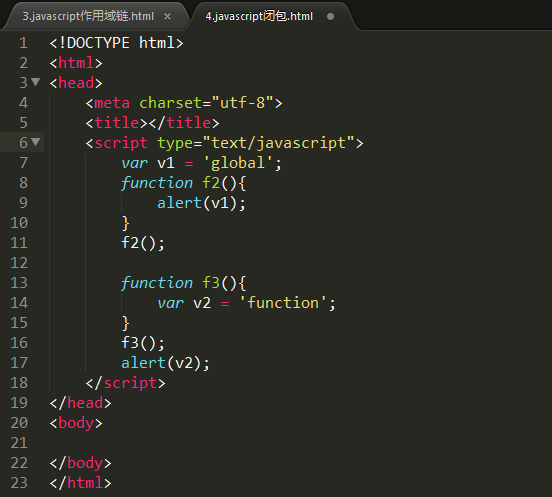 3.javascript作用域链.html × 4.javascript闭包.html
1 <!DOCTYPE html>
2 <html>
3 <head>
4     <meta charset="utf-8">
5     <title></title>
6     <script type="text/javascript">
7         var v1 = 'global';
8         function f2(){
9             alert(v1);
10         }
11         f2();
12
13         function f3(){
14             var v2 = 'function';
15         }
16         f3();
17         alert(v2);
18     </script>
19 </head>
20 <body>
21
22 </body>
23 </html>